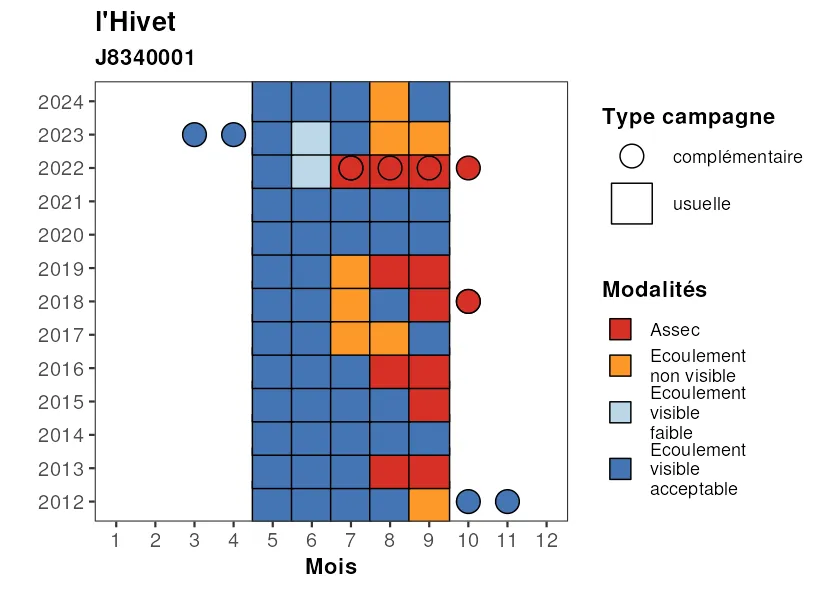 l'Hivet
J8340001
2024
2023
2022
2021
2020
2019
2018
2017
2016
2015
2014
2013
2012
1 2 3 4 5 6 7 8 9 10 11 12
Mois
Type campagne
complémentaire
usuelle
Modalités
Assec
Ecoulement
non visible
Ecoulement
visible
faible
Ecoulement
visible
acceptable